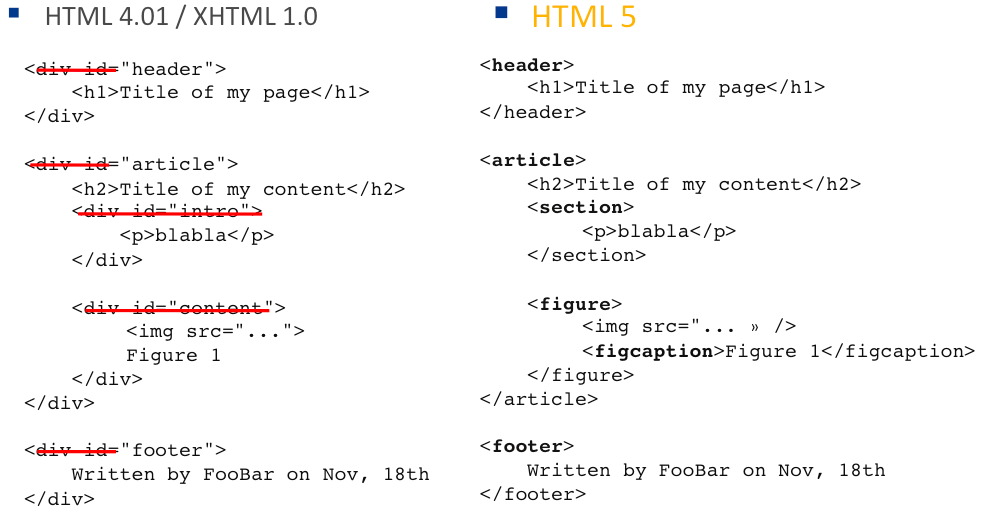 HTML 4.01 / XHTML 1.0
<div id="header">
<h1>Title of my page</h1>
</div>
<div id="article">
<h2>Title of my content</h2>
<div id="intro">
<p>blabla</p>
</div>
<div id="content">
<img src="...">
Figure 1
</div>
</div>
<div id="footer">
Written by FooBar on Nov, 18th
</div>
HTML 5
<header>
<h1>Title of my page</h1>
</header>
<article>
<h2>Title of my content</h2>
<section>
<p>blabla</p>
</section>
<figure>
<img src="... » />
<figcaption>Figure 1</figcaption>
</figure>
</article>
<footer>
Written by FooBar on Nov, 18th
</footer>